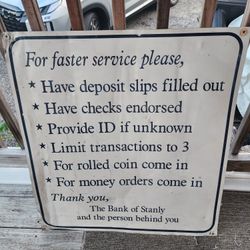 For faster service please,
* Have deposit slips filled out
* Have checks endorsed
* Provide ID if unknown
* Limit transactions to 3
* For rolled coin come in
* For money orders come in
Thank you,
The Bank of Stanly
and the person behind you